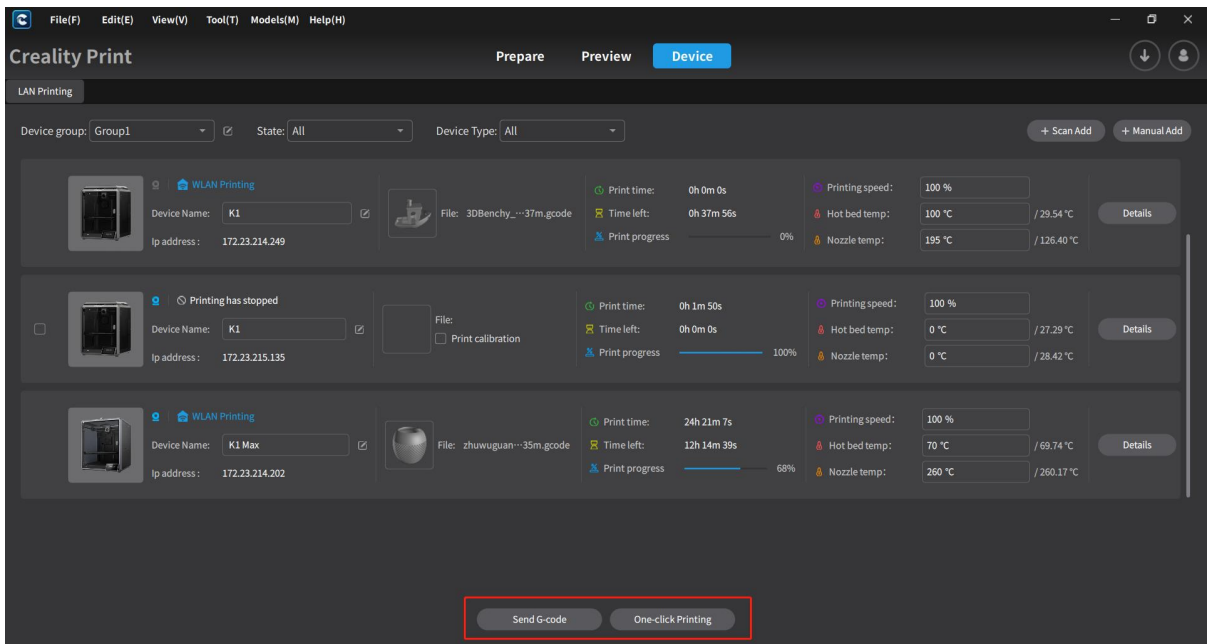 File(F) Edit(E) View(V) Tool(T) Models(M) Help(H)
Creality Print
Prepare Preview Device
LAN Printing
Device group: Group1 State: All Device Type: All + Scan Add + Manual Add
WLAN Printing
Device Name: K1
Ip address : 172.23.214.249
File: 3DBenchy_···37m.gcode
Print time: 0h 0m 0s
Time left: 0h 37m 56s
Print progress 0%
Printing speed: 100 %
Hot bed temp: 100 °C / 29.54 °C
Nozzle temp: 195 °C / 126.40 °C
Details
Printing has stopped
Device Name: K1
Ip address : 172.23.215.135
File:
Print calibration
Print time: 0h 1m 50s
Time left: 0h 0m 0s
Print progress 100%
Printing speed: 100 %
Hot bed temp: 0 °C / 27.29 °C
Nozzle temp: 0 °C / 28.42 °C
Details
WLAN Printing
Device Name: K1 Max
Ip address : 172.23.214.202
File: zhuwuguan···35m.gcode
Print time: 24h 21m 7s
Time left: 12h 14m 39s
Print progress 68%
Printing speed: 100 %
Hot bed temp: 70 °C / 69.74 °C
Nozzle temp: 260 °C / 260.17 °C
Details
Send G-code One-click Printing